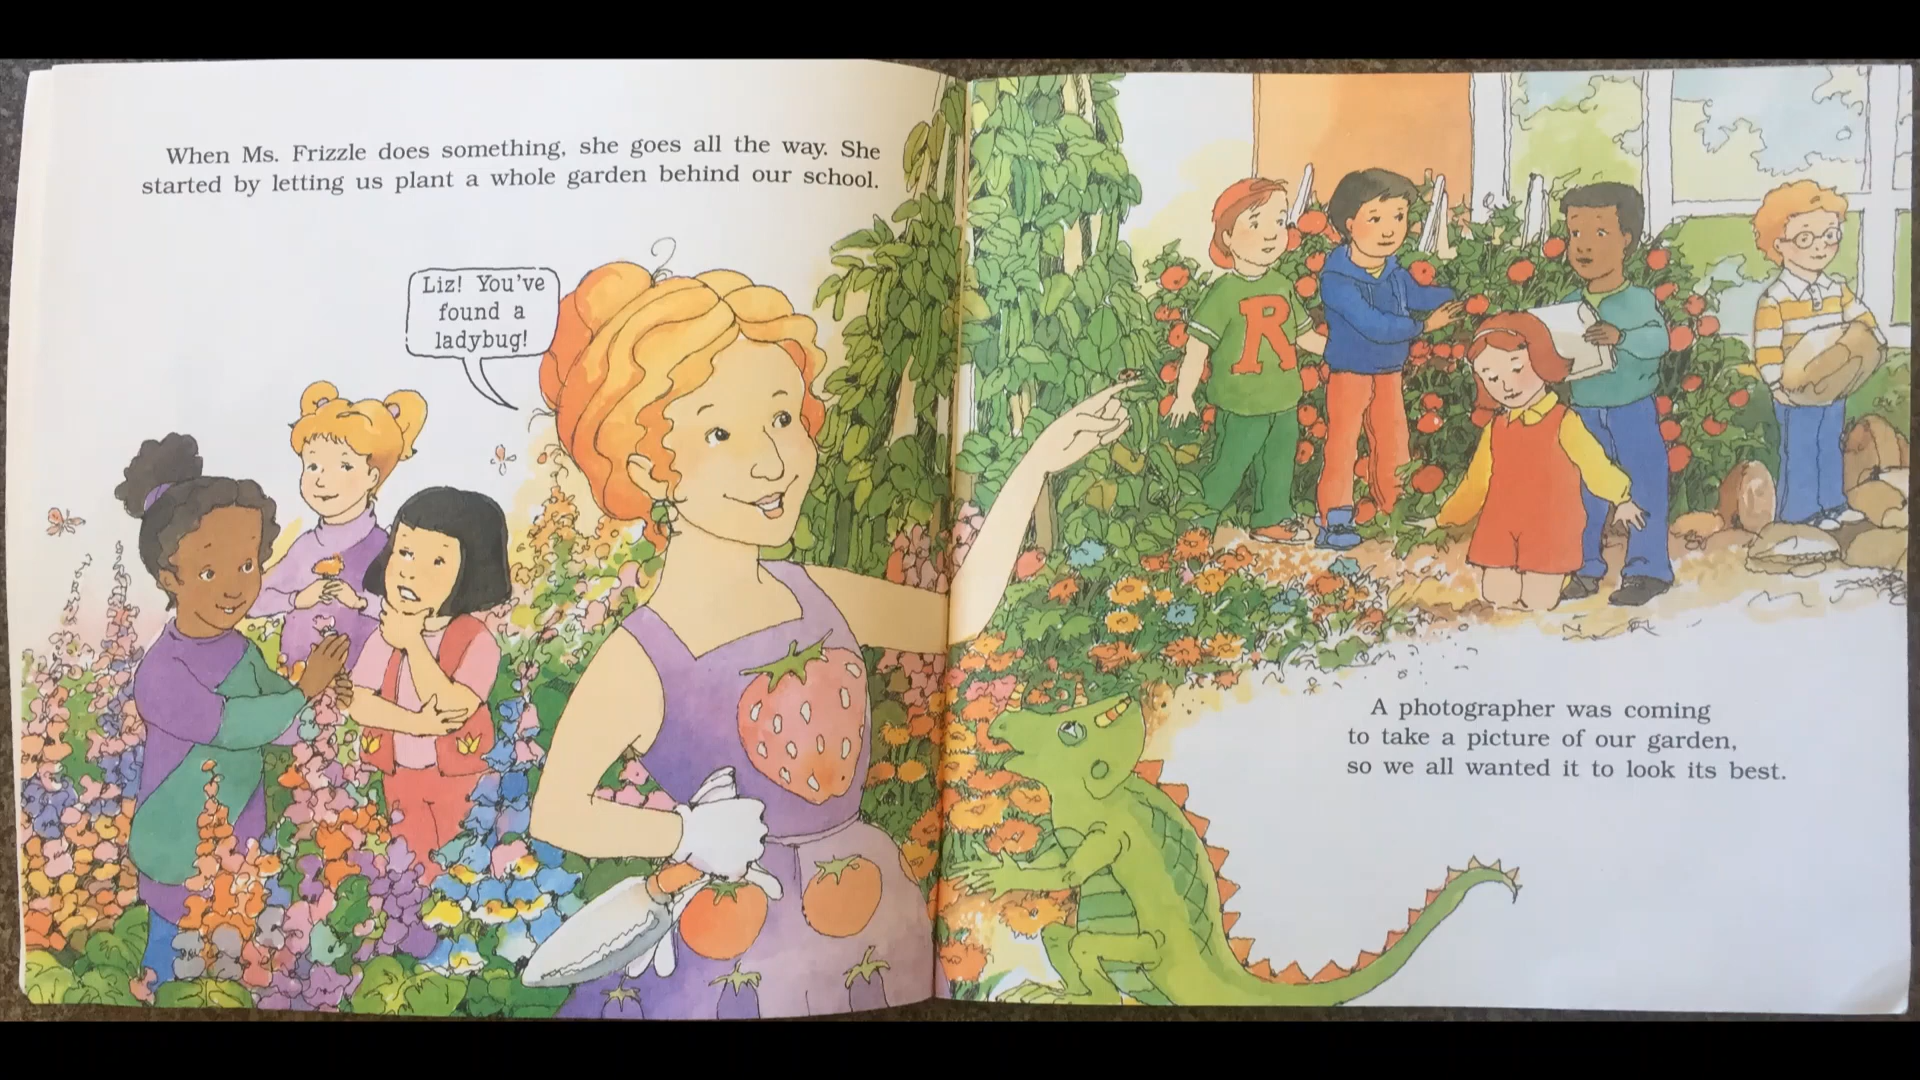 When Ms. Frizzle does something, she goes all the way. She
started by letting us plant a whole garden behind our school.
Liz! You've
found a
ladybug!
R
A photographer was coming
to take a picture of our garden,
so we all wanted it to look its best.